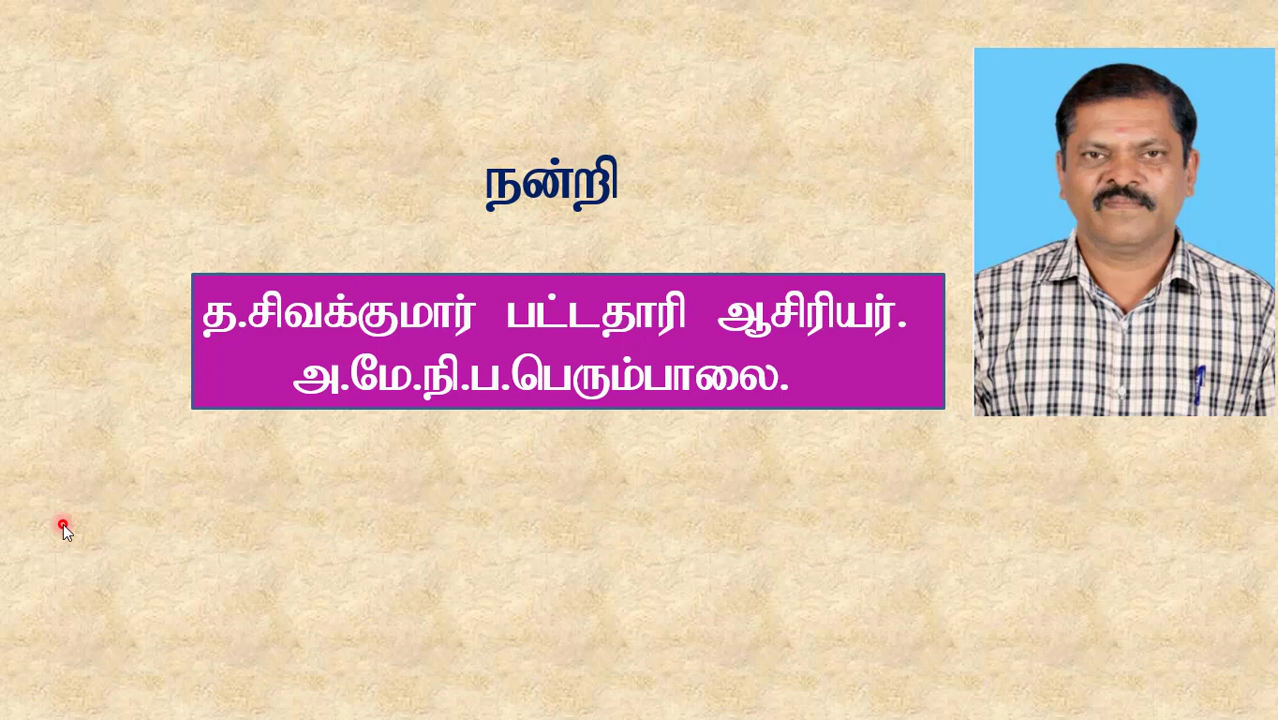 நன்றி
த.சிவக்குமார் பட்டதாரி ஆசிரியர்.
அ.மே.நி.ப.பெரும்பாலை.